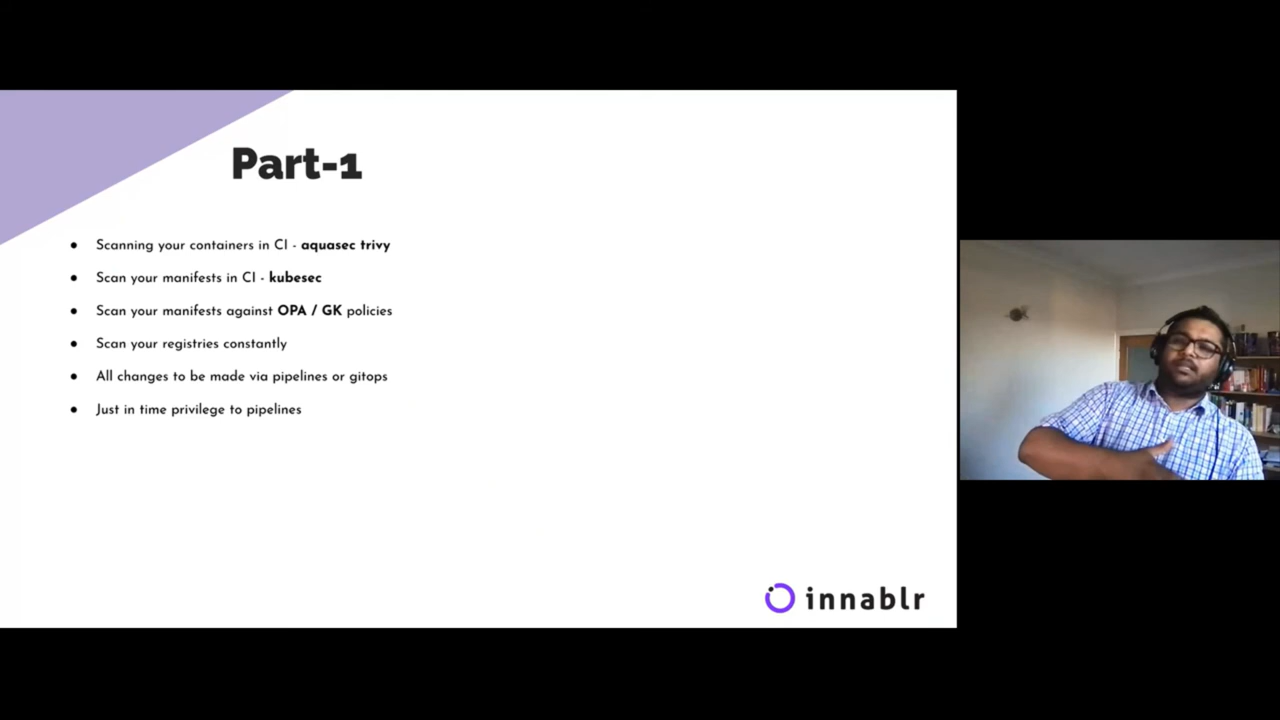 Part-1
● Scanning your containers in CI - aquasec trivy
● Scan your manifests in CI - kubesec
● Scan your manifests against OPA / GK policies
● Scan your registries constantly
● All changes to be made via pipelines or gitops
● Just in time privilege to pipelines
innablr